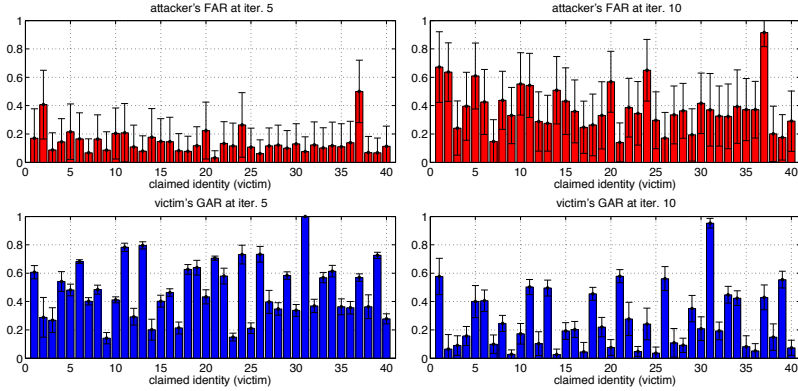 attacker's FAR at iter. 5
1
0.8
0.6
0.4
0.2
0
0 5 10 15 20 25 30 35 40
claimed identity (victim)
attacker's FAR at iter. 10
1
0.8
0.6
0.4
0.2
0
0 5 10 15 20 25 30 35 40
claimed identity (victim)
victim's GAR at iter. 5
1
0.8
0.6
0.4
0.2
0
0 5 10 15 20 25 30 35 40
claimed identity (victim)
victim's GAR at iter. 10
1
0.8
0.6
0.4
0.2
0
0 5 10 15 20 25 30 35 40
claimed identity (victim)